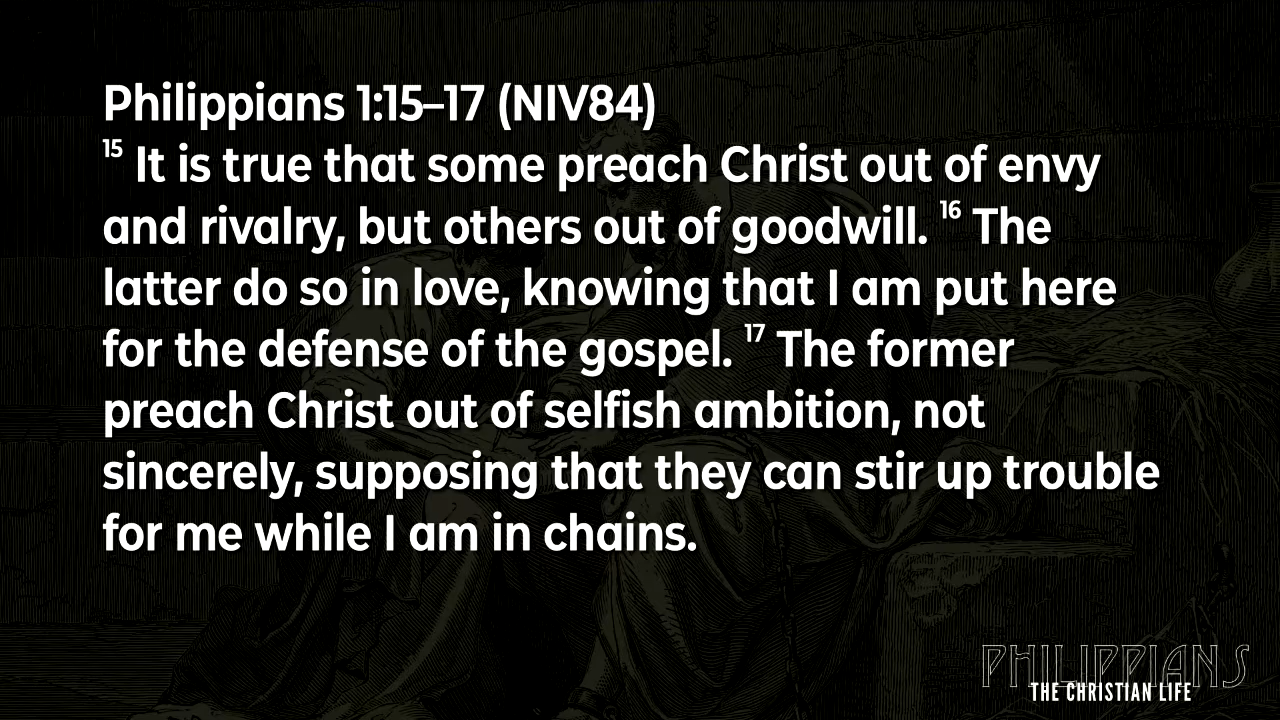 Philippians 1:15–17 (NIV84)
15 It is true that some preach Christ out of envy
and rivalry, but others out of goodwill. 16 The
latter do so in love, knowing that I am put here
for the defense of the gospel. 17 The former
preach Christ out of selfish ambition, not
sincerely, supposing that they can stir up trouble
for me while I am in chains.
PHILIPPIANS
THE CHRISTIAN LIFE